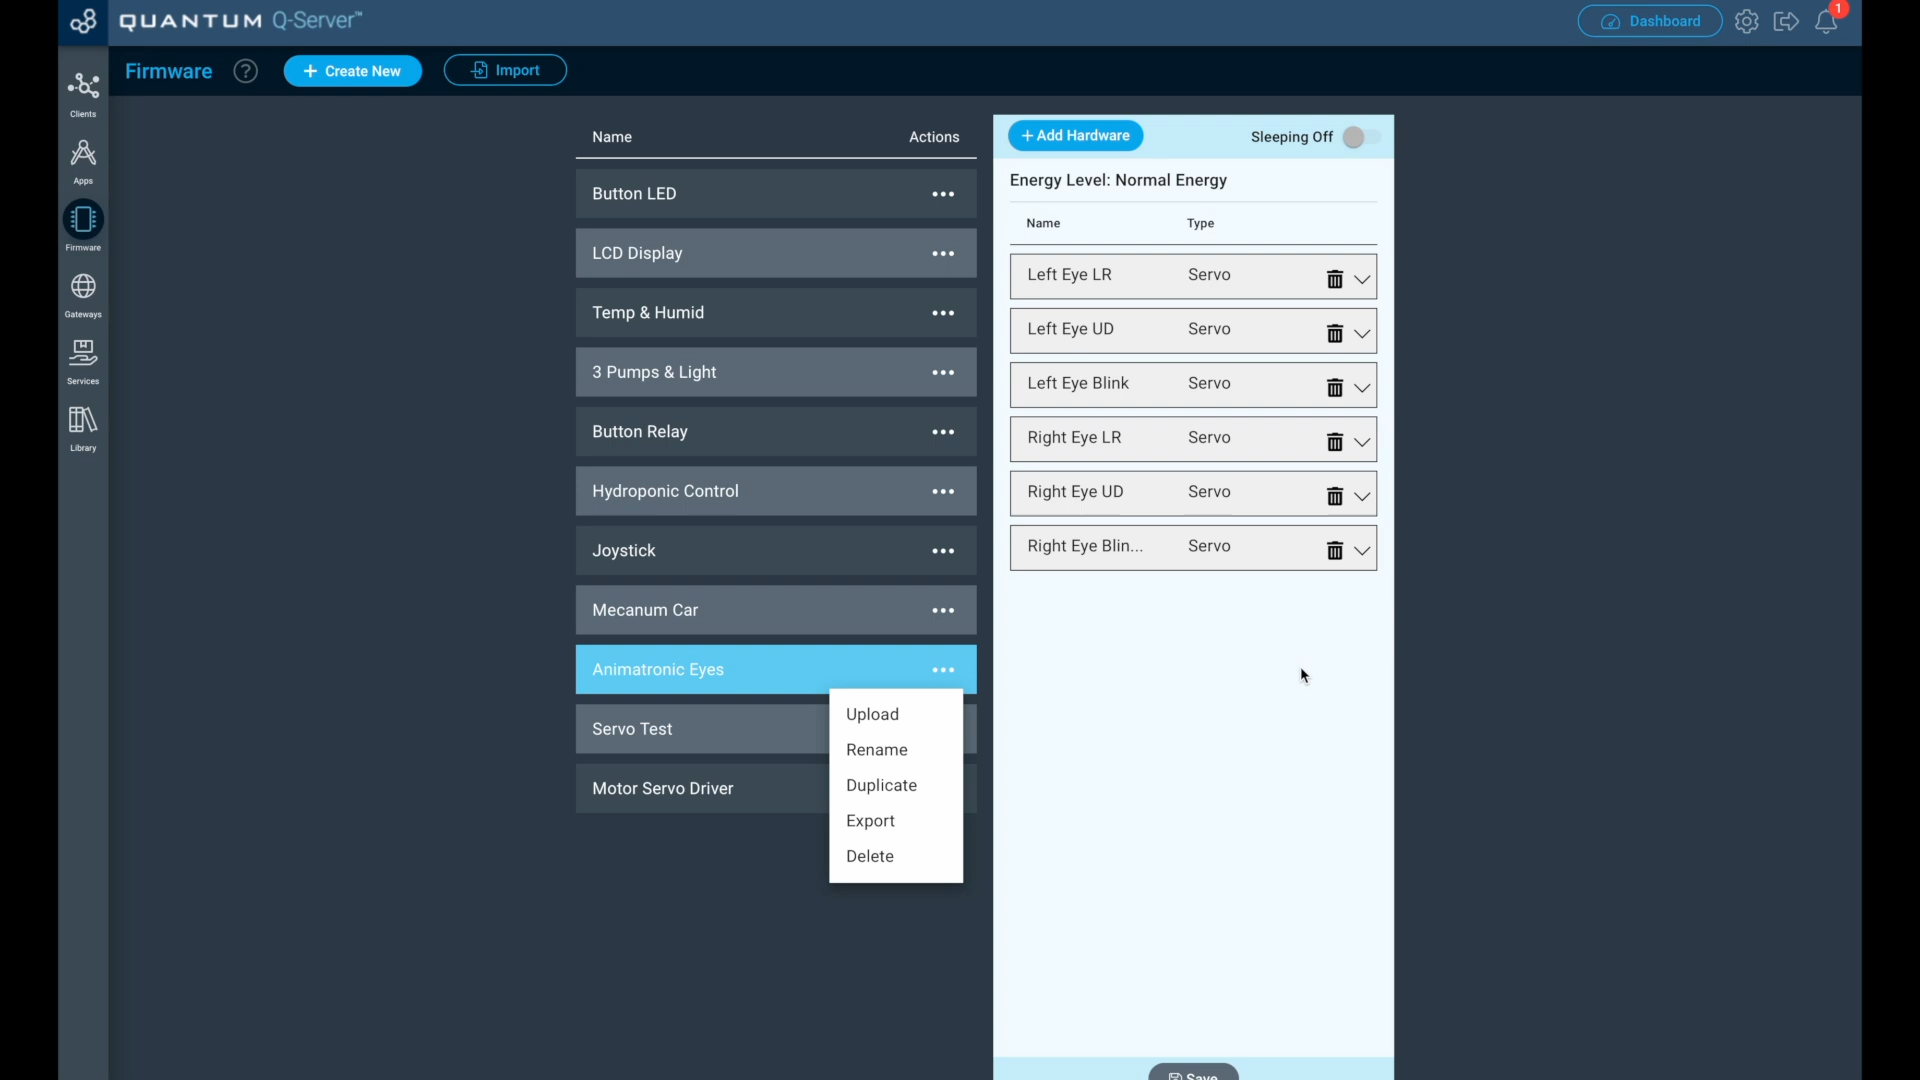 QUANTUM Q-Server™
Dashboard
1
Firmware
?
+ Create New
Import
Clients
Apps
Firmware
Gateways
Services
Library
Name Actions
Button LED
LCD Display
Temp & Humid
3 Pumps & Light
Button Relay
Hydroponic Control
Joystick
Mecanum Car
Animatronic Eyes
Servo Test
Motor Servo Driver
Upload
Rename
Duplicate
Export
Delete
+ Add Hardware
Sleeping Off
Energy Level: Normal Energy
Name Type
Left Eye LR Servo
Left Eye UD Servo
Left Eye Blink Servo
Right Eye LR Servo
Right Eye UD Servo
Right Eye Blin... Servo
Save